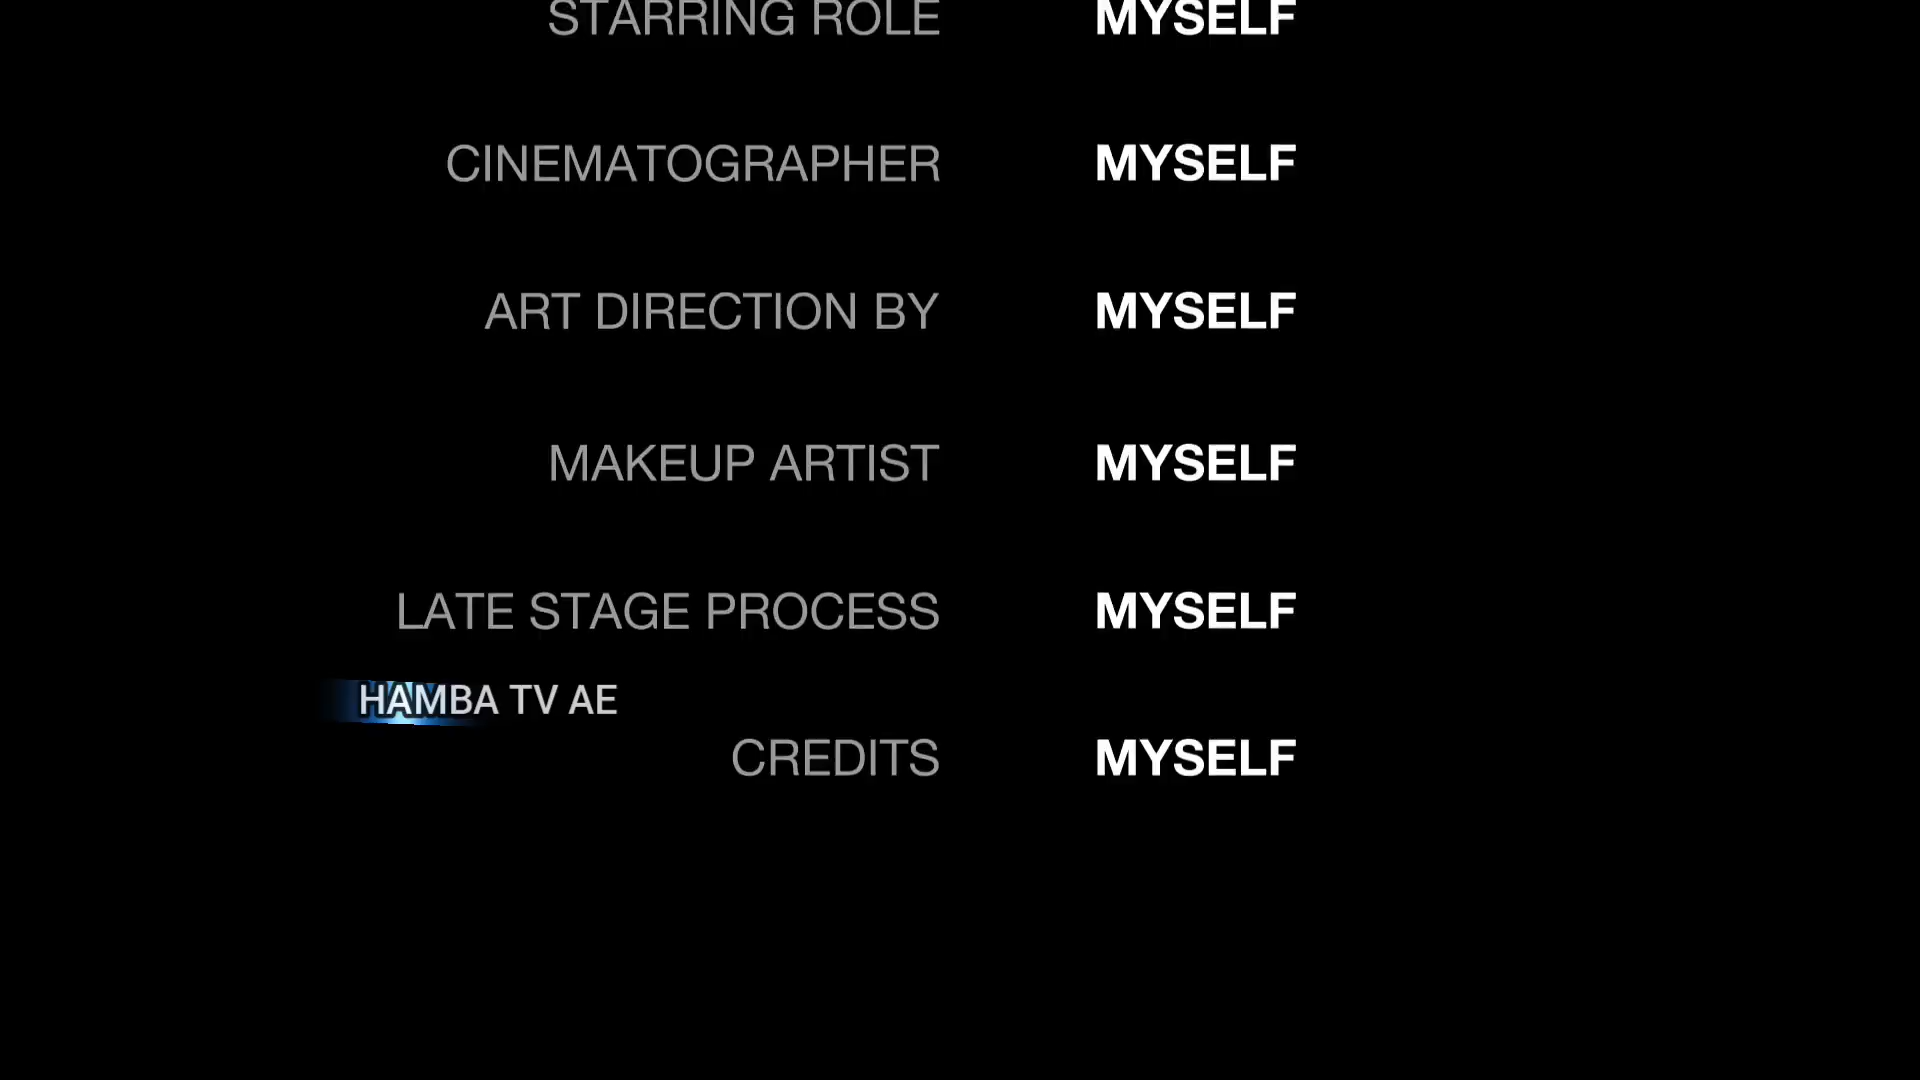 STARRING ROLE MYSELF
CINEMATOGRAPHER MYSELF
ART DIRECTION BY MYSELF
MAKEUP ARTIST MYSELF
LATE STAGE PROCESS MYSELF
HAMBA TV AE
CREDITS MYSELF